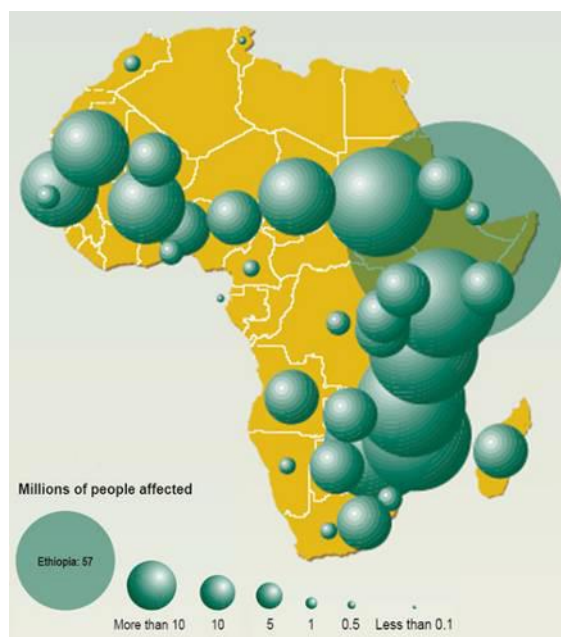 Millions of people affected
Ethiopia: 57
More than 10 10 5 1 0.5 Less than 0.1